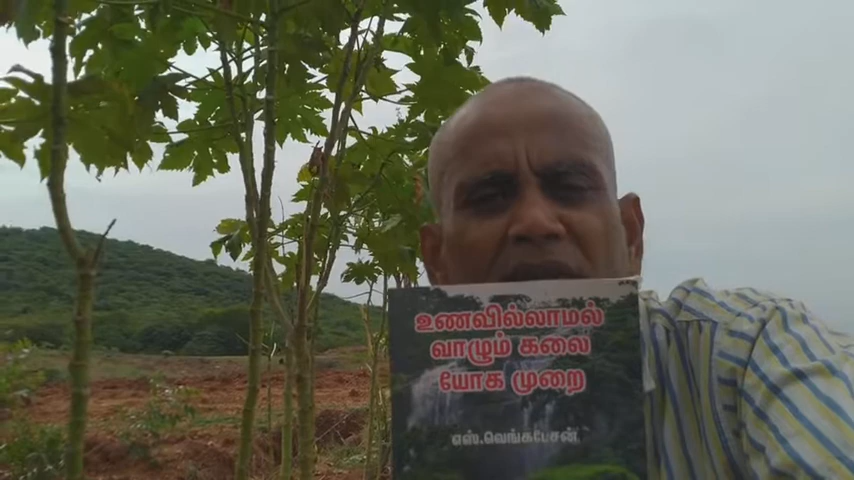 உணவில்லாமல்
வாழும் கலை
யோக முறை
எஸ்.வெங்கடேசன்